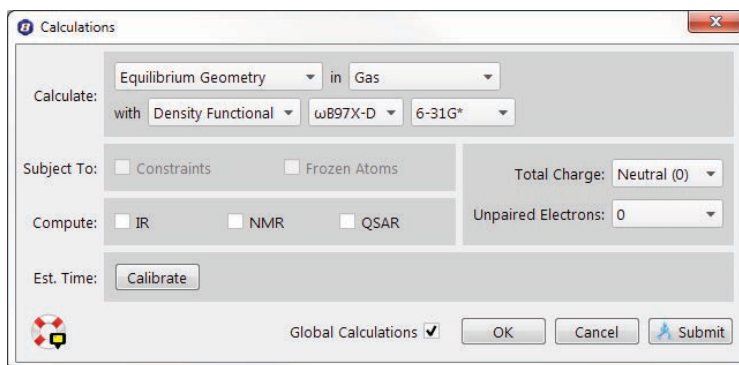 Calculations
Calculate: Equilibrium Geometry in Gas
with Density Functional ωB97X-D 6-31G*
Subject To: Constraints Frozen Atoms
Total Charge: Neutral (0)
Compute: IR NMR QSAR
Unpaired Electrons: 0
Est. Time: Calibrate
Global Calculations OK Cancel Submit